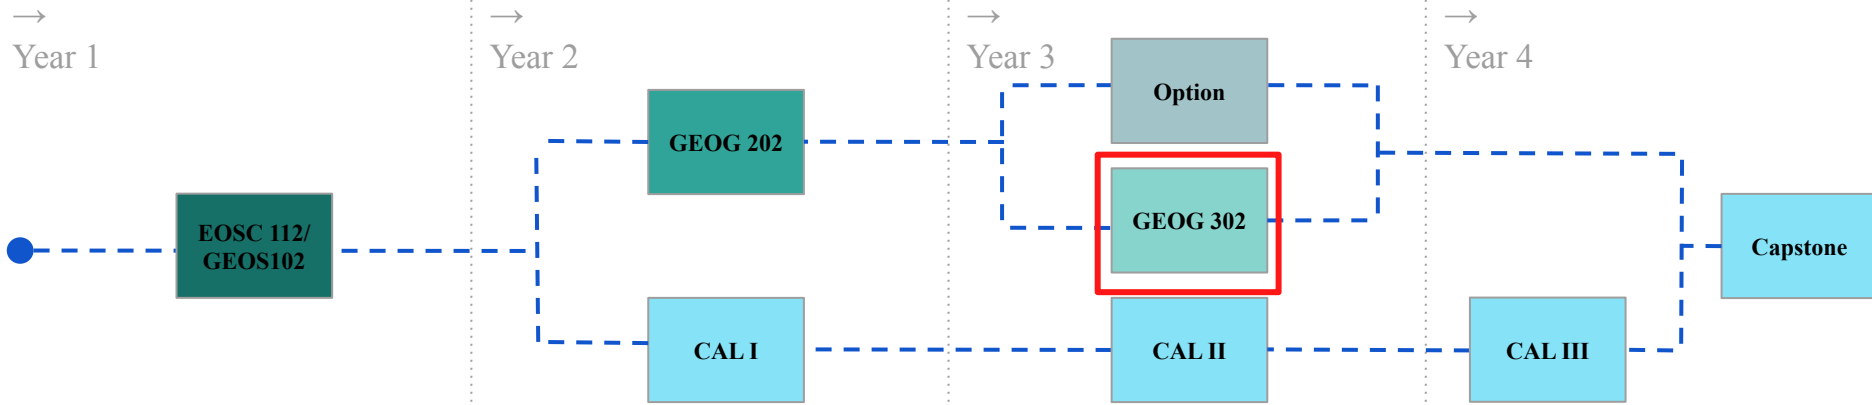 →
Year 1
→
Year 2
→
Year 3
→
Year 4
Option
GEOG 202
GEOG 302
EOSC 112/
GEOS102
Capstone
CAL I
CAL II
CAL III